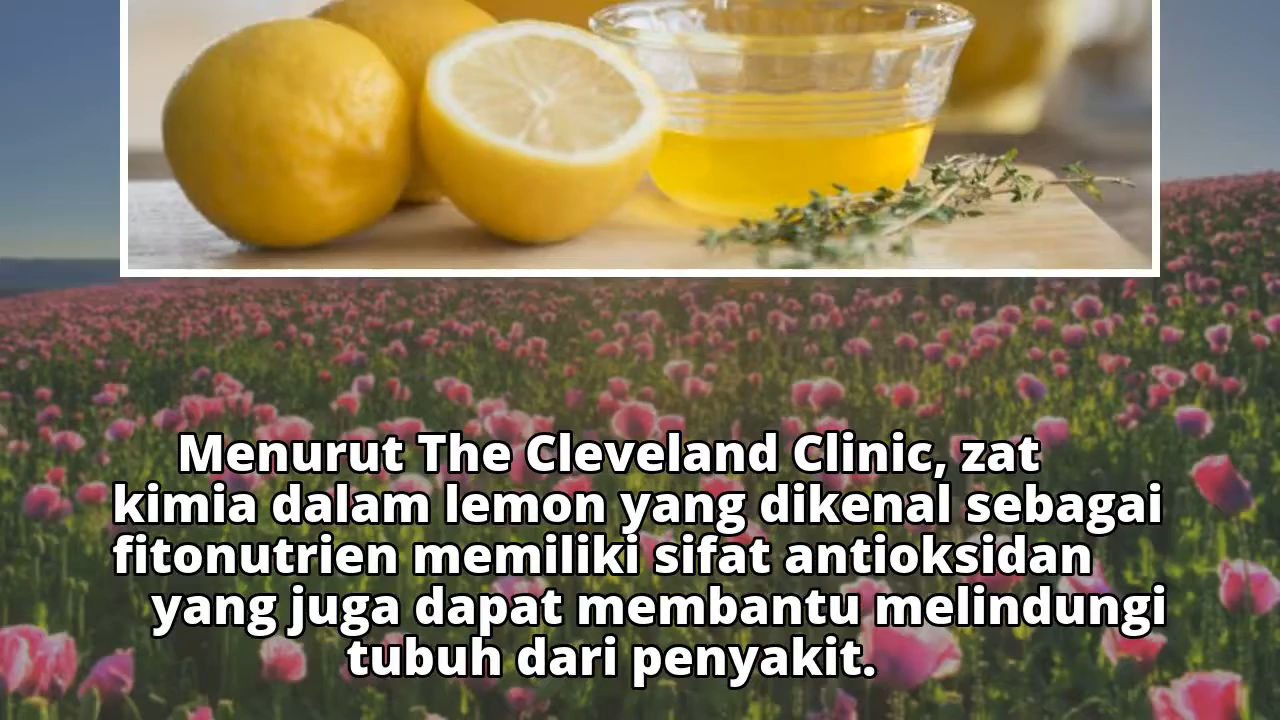 Menurut The Cleveland Clinic, zat
kimia dalam lemon yang dikenal sebagai
fitonutrien memiliki sifat antioksidan
yang juga dapat membantu melindungi
tubuh dari penyakit.